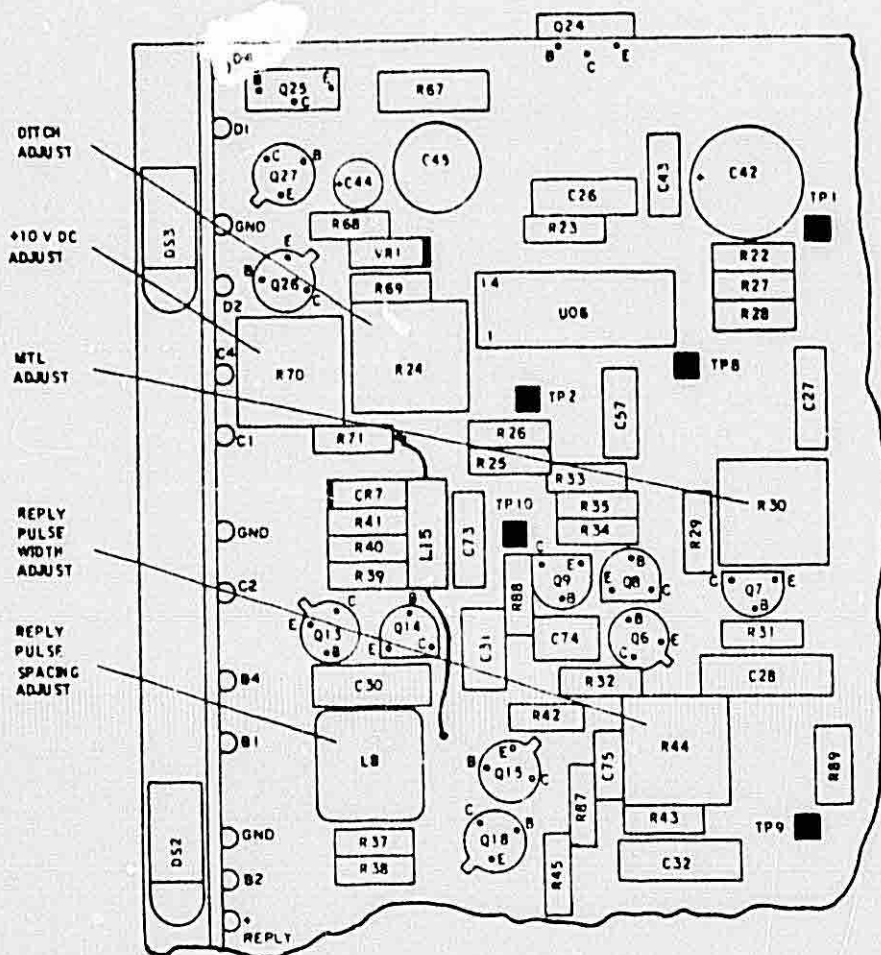 Q24
B
C
E
D4
Q25
C
R67
DITCH
ADJUST
D1
C
B
Q27
E
+
C44
C45
C26
C43
+
C42
TP1
DS3
GND
R68
R23
+10 V DC
ADJUST
E
B
Q26
C
VR1
R69
14
U06
1
R22
R27
R28
D2
MTL
ADJUST
C4
R70
R24
TP8
TP2
C57
C27
C1
R71
R26
R25
R33
R30
CR7
R41
R40
R39
L15
C73
TP10
R35
R34
R29
REPLY
PULSE
WIDTH
ADJUST
GND
C2
R88
C
E
Q9
B
B
E
Q8
C
C
E
Q7
B
REPLY
PULSE
SPACING
ADJUST
C
E
Q13
B
B
Q14
E
C
C31
C74
B
Q6
E
C
R31
B4
C30
R32
C28
R42
B1
L8
E
B
Q15
C
C75
R44
R89
R87
DS2
GND
R37
R38
C
B
Q18
E
R43
TP9
B2
R45
C32
+
REPLY